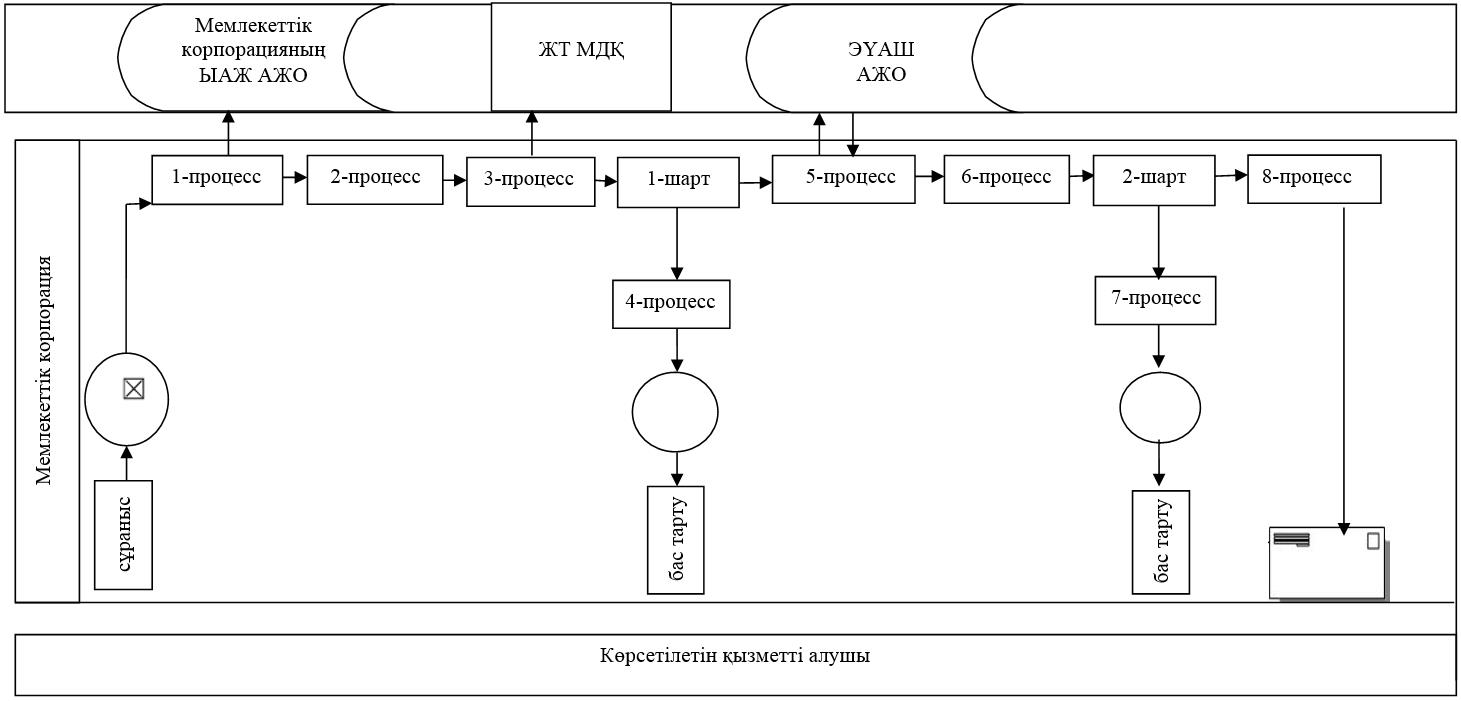 Мемлекеттік
корпорацияның
ЫАЖ АЖО
ЖТ МДҚ
ЭҮАШ
АЖО
Мемлекеттік корпорация
1-процесс
2-процесс
3-процесс
1-шарт
5-процесс
6-процесс
2-шарт
8-процесс
4-процесс
7-процесс
сұраныс
бас тарту
бас тарту
Көрсетілетін қызметті алушы